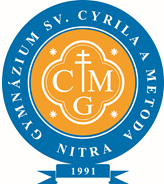 GYMNÁZIUM SV. CYRILA A METODA
C M
G
NITRA
1991